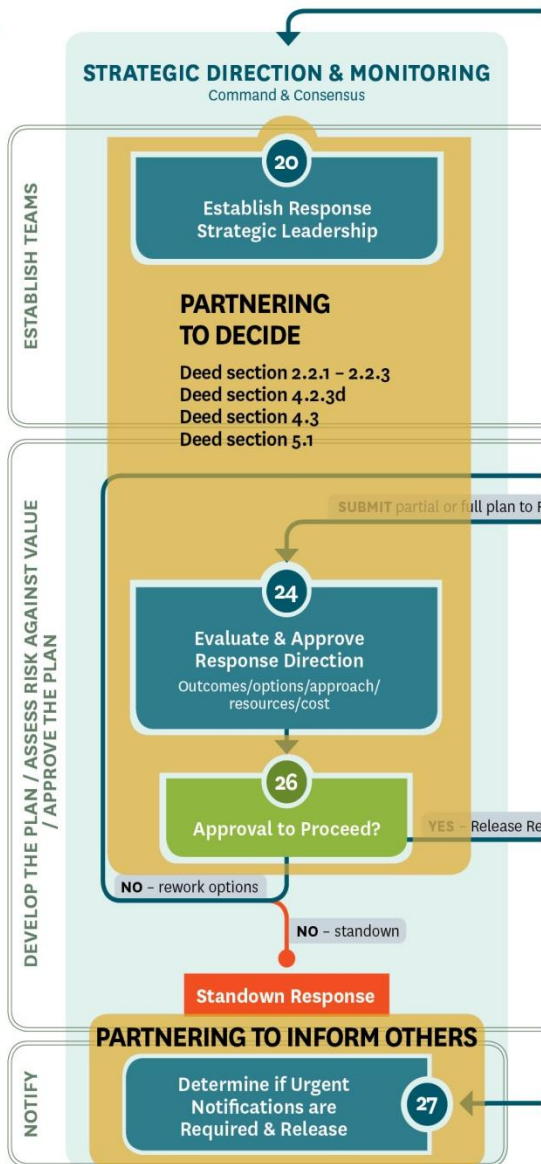 STRATEGIC DIRECTION & MONITORING
Command & Consensus
ESTABLISH TEAMS
20
Establish Response
Strategic Leadership
PARTNERING
TO DECIDE
Deed section 2.2.1 – 2.2.3
Deed section 4.2.3d
Deed section 4.3
Deed section 5.1
DEVELOP THE PLAN / ASSESS RISK AGAINST VALUE
/ APPROVE THE PLAN
SUBMIT partial or full plan to
24
Evaluate & Approve
Response Direction
Outcomes/options/approach/
resources/cost
26
Approval to Proceed?
YES – Release
NO – rework options
NO – standown
Standown Response
PARTNERING TO INFORM OTHERS
NOTIFY
Determine if Urgent
Notifications are
Required & Release
27